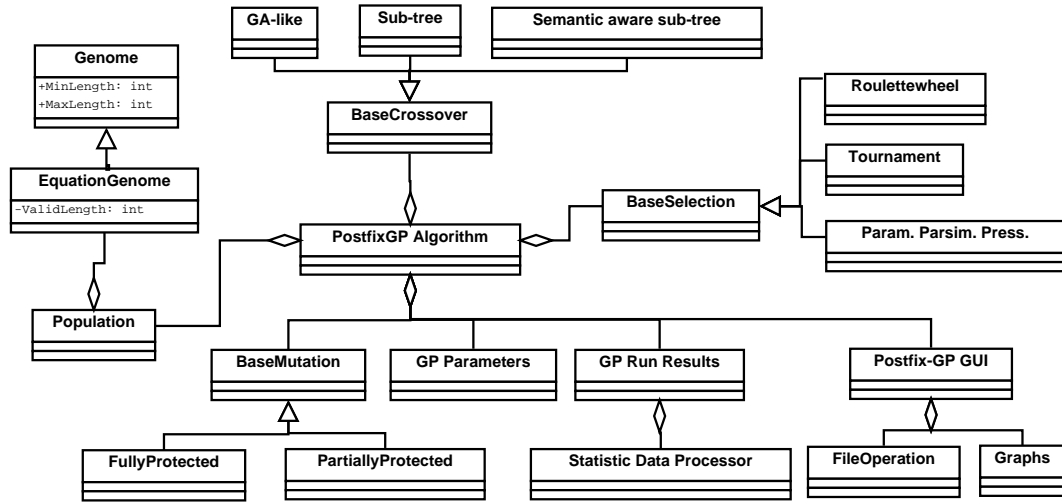 GA-like
Sub-tree
Semantic aware sub-tree
Genome
+MinLength: int
+MaxLength: int
BaseCrossover
Roulettewheel
Tournament
EquationGenome
-ValidLength: int
BaseSelection
Param. Parsim. Press.
PostfixGP Algorithm
Population
BaseMutation
GP Parameters
GP Run Results
Postfix-GP GUI
FullyProtected
PartiallyProtected
Statistic Data Processor
FileOperation
Graphs